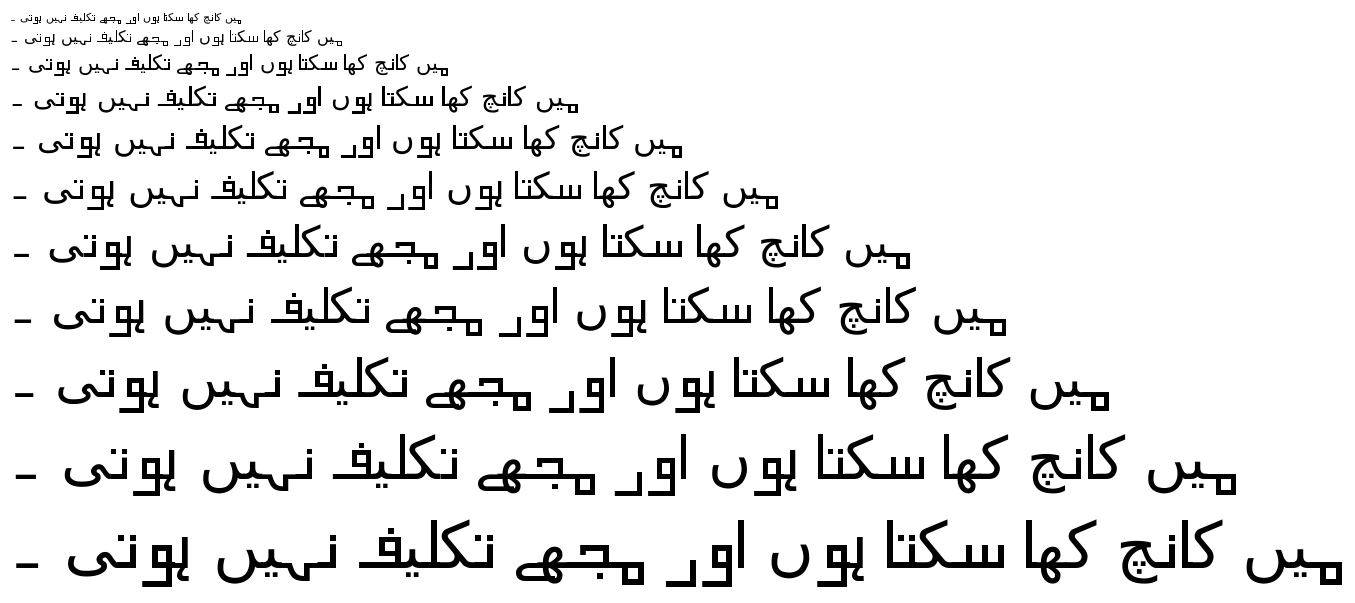 میں کانچ کھا سکتا ہوں اور مجھے تکلیف نہیں ہوتی ۔
میں کانچ کھا سکتا ہوں اور مجھے تکلیف نہیں ہوتی ۔
میں کانچ کھا سکتا ہوں اور مجھے تکلیف نہیں ہوتی ۔
میں کانچ کھا سکتا ہوں اور مجھے تکلیف نہیں ہوتی ۔
میں کانچ کھا سکتا ہوں اور مجھے تکلیف نہیں ہوتی ۔
میں کانچ کھا سکتا ہوں اور مجھے تکلیف نہیں ہوتی ۔
میں کانچ کھا سکتا ہوں اور مجھے تکلیف نہیں ہوتی ۔
میں کانچ کھا سکتا ہوں اور مجھے تکلیف نہیں ہوتی ۔
میں کانچ کھا سکتا ہوں اور مجھے تکلیف نہیں ہوتی ۔
میں کانچ کھا سکتا ہوں اور مجھے تکلیف نہیں ہوتی ۔
میں کانچ کھا سکتا ہوں اور مجھے تکلیف نہیں ہوتی ۔